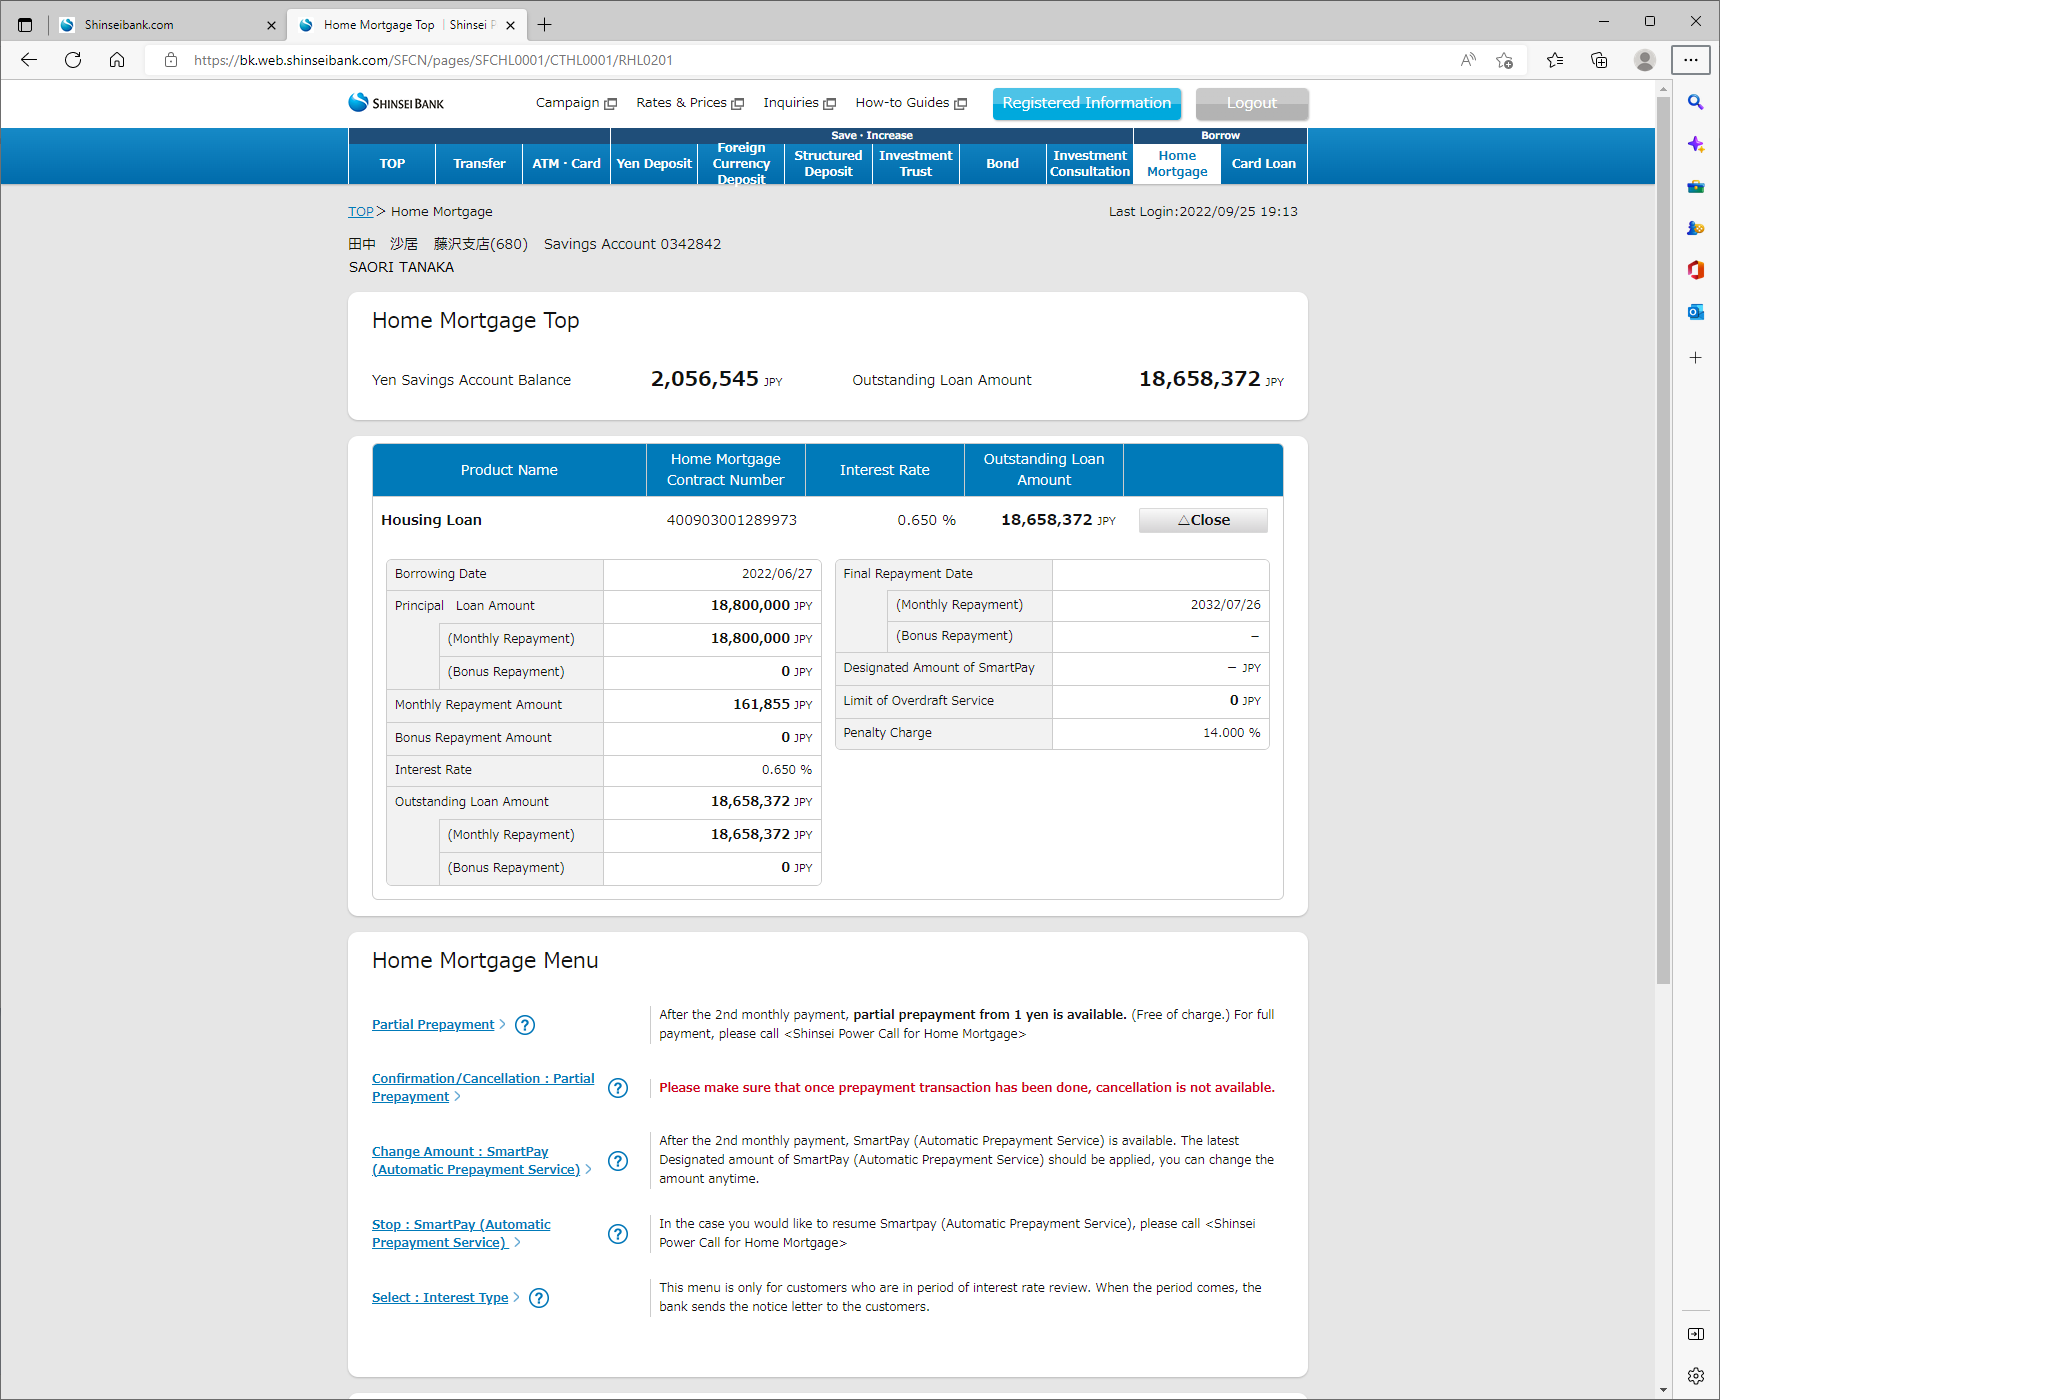 Shinseibank.com
Home Mortgage Top | Shinsei P
https://bk.web.shinseibank.com/SFCN/pages/SFCHL0001/CTHL0001/RHL0201
SHINSEI BANK Campaign Rates & Prices Inquiries How-to Guides Registered Information Logout
Save · Increase Borrow
TOP Transfer ATM · Card Yen Deposit Foreign Currency Deposit Structured Deposit Investment Trust Bond Investment Consultation Home Mortgage Card Loan
TOP > Home Mortgage Last Login:2022/09/25 19:13
田中 沙居 藤沢支店(680) Savings Account 0342842
SAORI TANAKA
Home Mortgage Top
Yen Savings Account Balance 2,056,545 JPY Outstanding Loan Amount 18,658,372 JPY
Product Name Home Mortgage Contract Number Interest Rate Outstanding Loan Amount
Housing Loan 400903001289973 0.650 % 18,658,372 JPY △Close
Borrowing Date 2022/06/27
Principal Loan Amount 18,800,000 JPY
(Monthly Repayment) 18,800,000 JPY
(Bonus Repayment) 0 JPY
Monthly Repayment Amount 161,855 JPY
Bonus Repayment Amount 0 JPY
Interest Rate 0.650 %
Outstanding Loan Amount 18,658,372 JPY
(Monthly Repayment) 18,658,372 JPY
(Bonus Repayment) 0 JPY
Final Repayment Date
(Monthly Repayment) 2032/07/26
(Bonus Repayment) –
Designated Amount of SmartPay – JPY
Limit of Overdraft Service 0 JPY
Penalty Charge 14.000 %
Home Mortgage Menu
Partial Prepayment > ?
After the 2nd monthly payment, partial prepayment from 1 yen is available. (Free of charge.) For full
payment, please call <Shinsei Power Call for Home Mortgage>
Confirmation/Cancellation : Partial
Prepayment > ?
Please make sure that once prepayment transaction has been done, cancellation is not available.
Change Amount : SmartPay
(Automatic Prepayment Service) > ?
After the 2nd monthly payment, SmartPay (Automatic Prepayment Service) is available. The latest
Designated amount of SmartPay (Automatic Prepayment Service) should be applied, you can change the
amount anytime.
Stop : SmartPay (Automatic
Prepayment Service) > ?
In the case you would like to resume Smartpay (Automatic Prepayment Service), please call <Shinsei
Power Call for Home Mortgage>
Select : Interest Type > ?
This menu is only for customers who are in period of interest rate review. When the period comes, the
bank sends the notice letter to the customers.